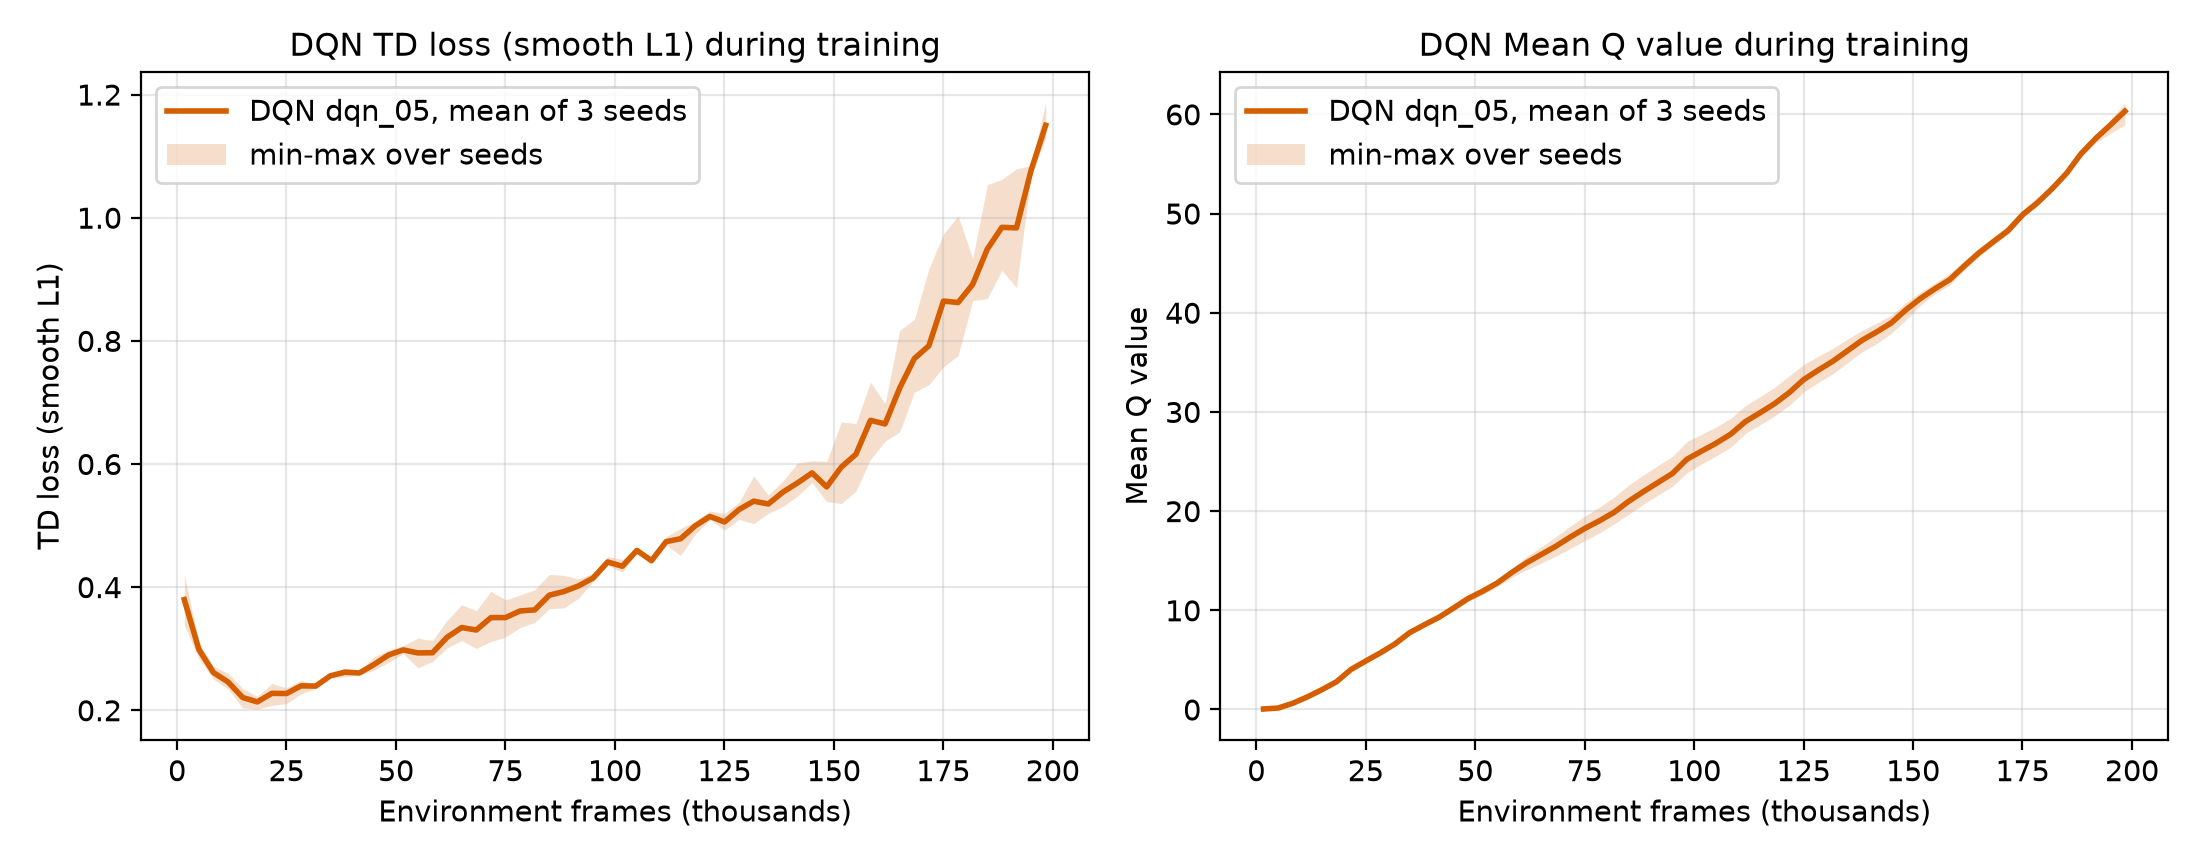 DQN TD loss (smooth L1) during training
DQN dqn_05, mean of 3 seeds
min-max over seeds
TD loss (smooth L1)
1.2
1.0
0.8
0.6
0.4
0.2
0 25 50 75 100 125 150 175 200
Environment frames (thousands)
DQN Mean Q value during training
DQN dqn_05, mean of 3 seeds
min-max over seeds
Mean Q value
60
50
40
30
20
10
0
0 25 50 75 100 125 150 175 200
Environment frames (thousands)